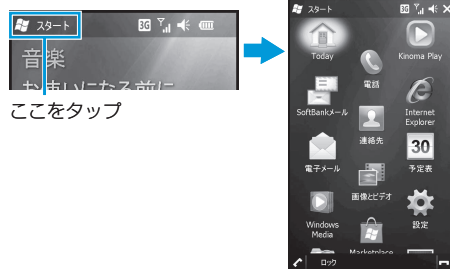 スタート
3G
音楽
お使いになる前に
ここをタップ
スタート
3G
Today
Kinoma Play
電話
SoftBankメール
Internet
Explorer
連絡先
30
電子メール
予定表
画像とビデオ
Windows
Media
設定
Marketplace
ロック